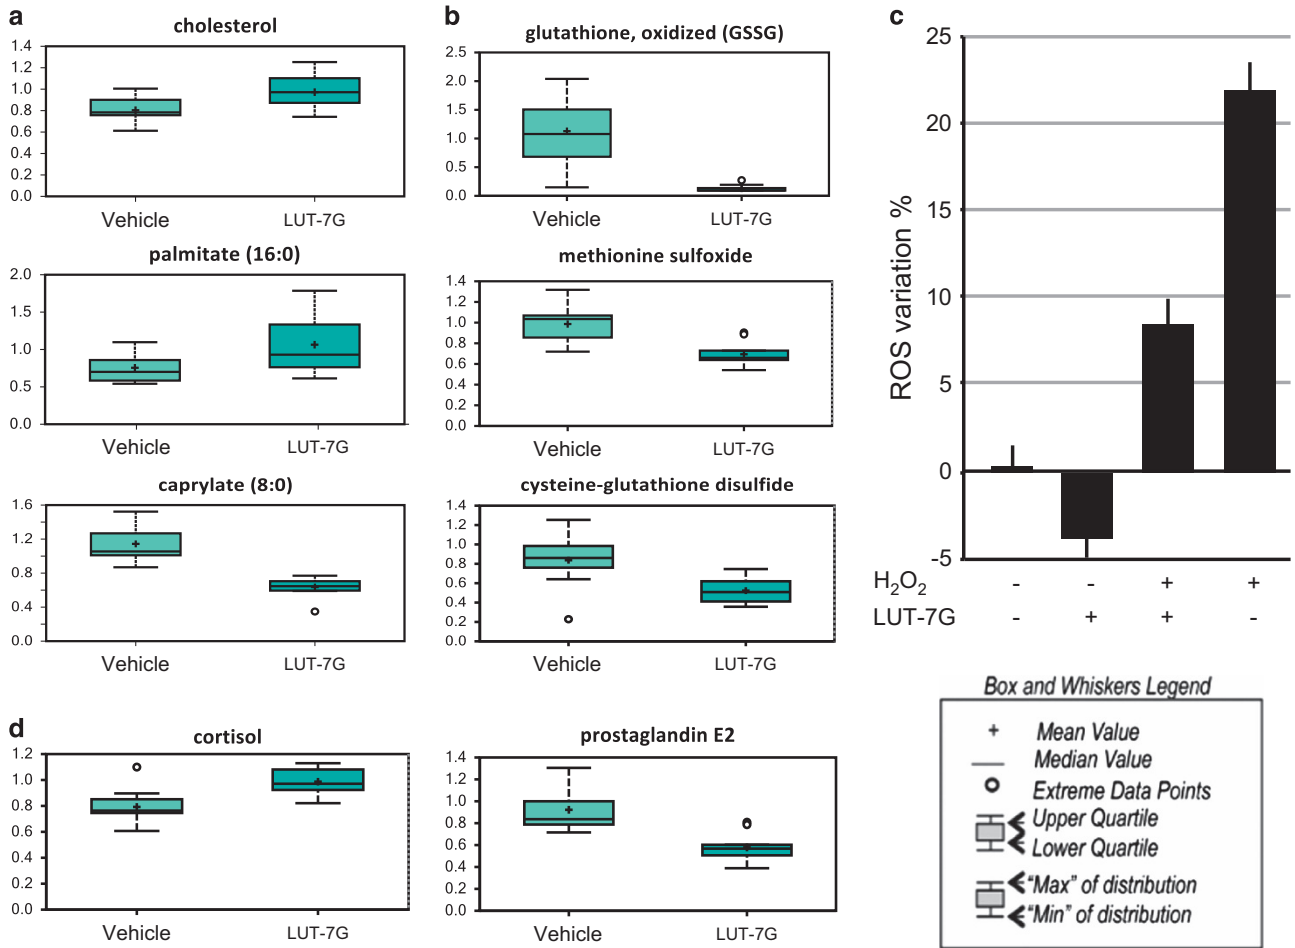 a
cholesterol
1.4
1.2
1.0
0.8
0.6
0.4
0.2
0.0
Vehicle LUT-7G
palmitate (16:0)
2.0
1.5
1.0
0.5
0.0
Vehicle LUT-7G
caprylate (8:0)
1.6
1.2
0.8
0.4
0.0
Vehicle LUT-7G
b
glutathione, oxidized (GSSG)
2.5
2.0
1.5
1.0
0.5
0.0
Vehicle LUT-7G
methionine sulfoxide
1.4
1.2
1.0
0.8
0.6
0.4
0.2
0.0
Vehicle LUT-7G
cysteine-glutathione disulfide
1.4
1.2
1.0
0.8
0.6
0.4
0.2
0.0
Vehicle LUT-7G
c
ROS variation %
25
20
15
10
5
0
-5
H₂O₂ - - + +
LUT-7G - + + -
d
cortisol
1.2
1.0
0.8
0.6
0.4
0.2
0.0
Vehicle LUT-7G
prostaglandin E2
1.4
1.2
1.0
0.8
0.6
0.4
0.2
0.0
Vehicle LUT-7G
Box and Whiskers Legend
+ Mean Value
Median Value
Extreme Data Points
Upper Quartile
Lower Quartile
“Max” of distribution
“Min” of distribution